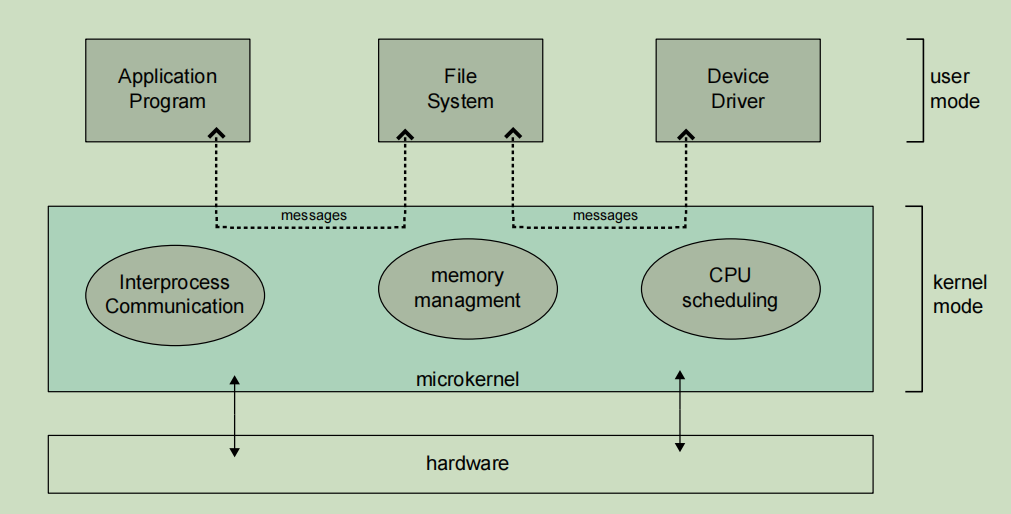 Application
Program
File
System
Device
Driver
user
mode
messages
messages
Interprocess
Communication
memory
managment
CPU
scheduling
kernel
mode
microkernel
hardware